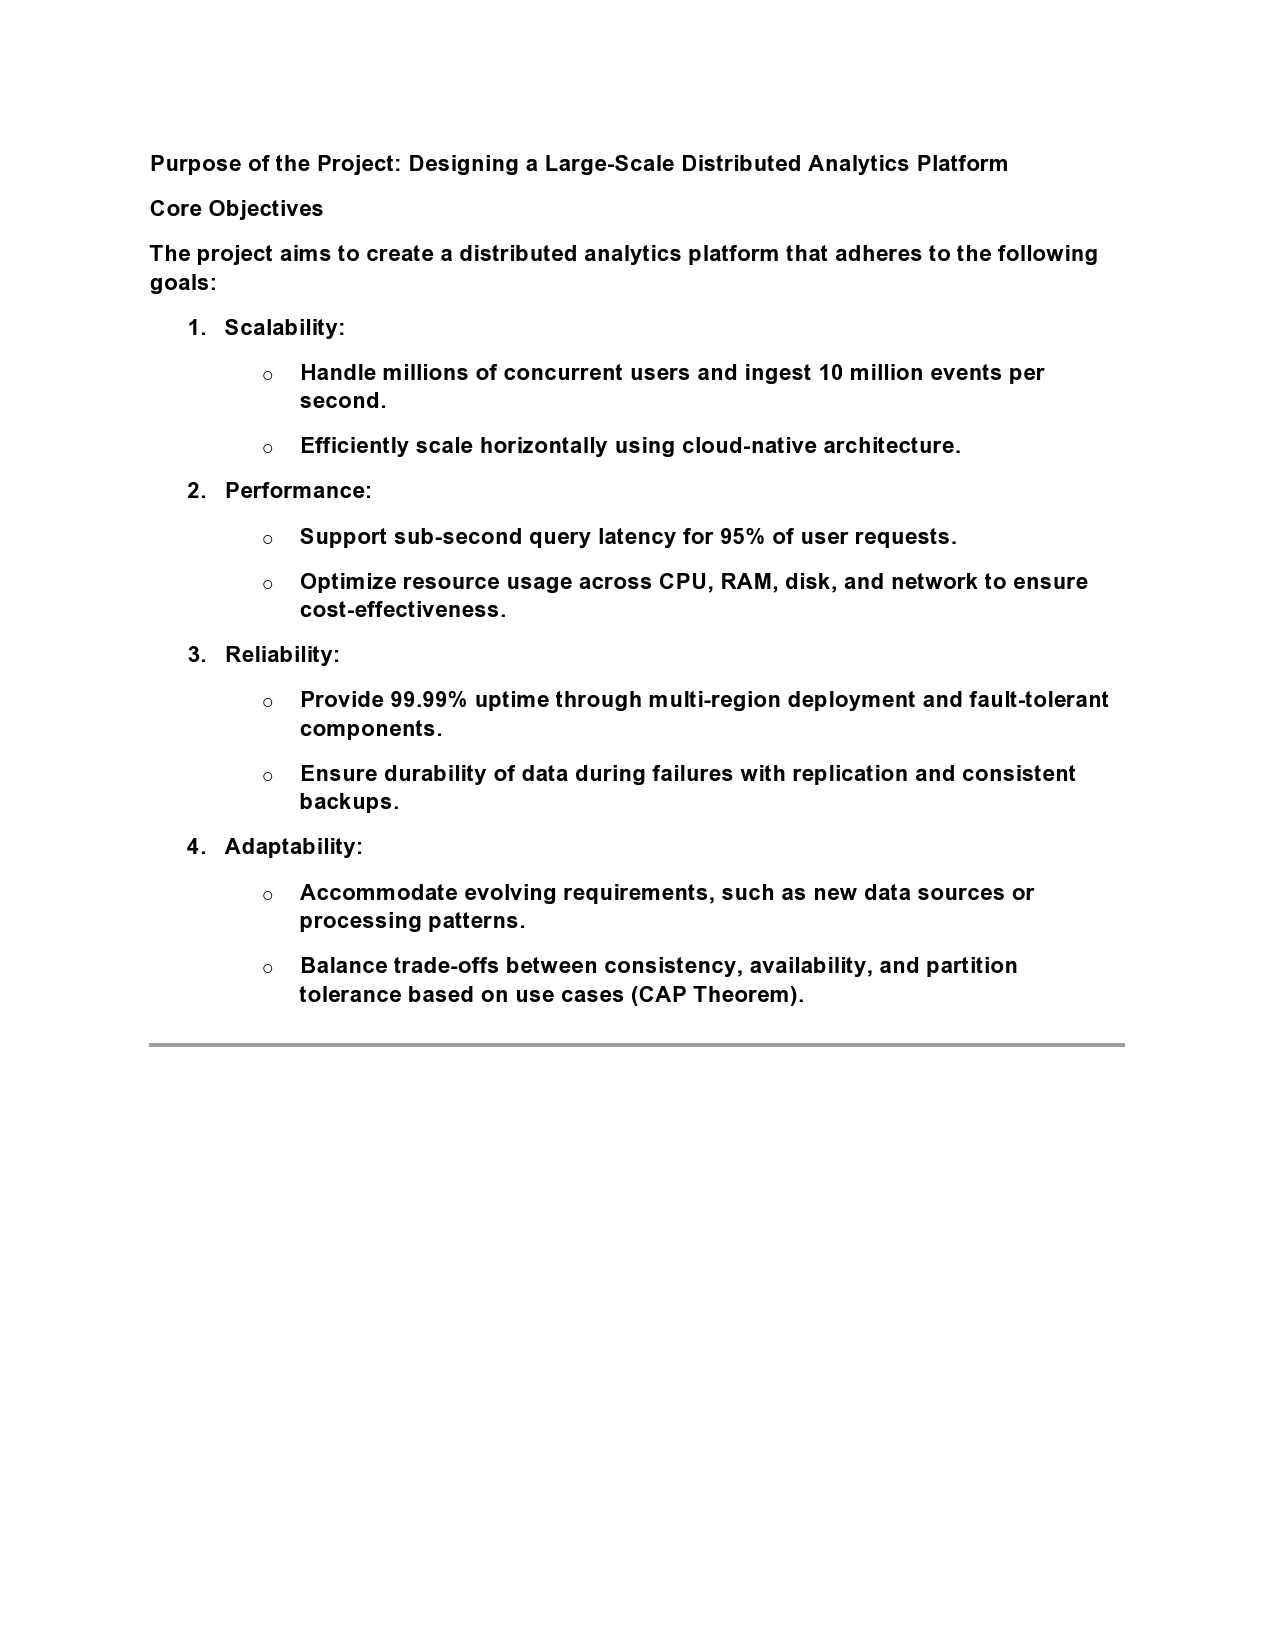 Purpose of the Project: Designing a Large-Scale Distributed Analytics Platform
Core Objectives
The project aims to create a distributed analytics platform that adheres to the following
goals:
1. Scalability:
○ Handle millions of concurrent users and ingest 10 million events per
second.
○ Efficiently scale horizontally using cloud-native architecture.
2. Performance:
○ Support sub-second query latency for 95% of user requests.
○ Optimize resource usage across CPU, RAM, disk, and network to ensure
cost-effectiveness.
3. Reliability:
○ Provide 99.99% uptime through multi-region deployment and fault-tolerant
components.
○ Ensure durability of data during failures with replication and consistent
backups.
4. Adaptability:
○ Accommodate evolving requirements, such as new data sources or
processing patterns.
○ Balance trade-offs between consistency, availability, and partition
tolerance based on use cases (CAP Theorem).